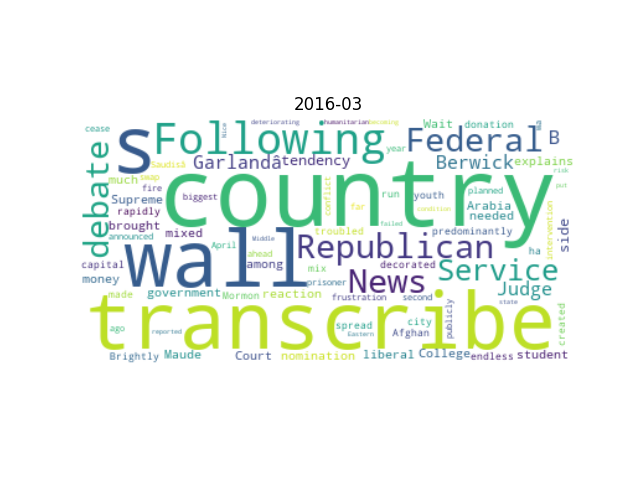 2016-03
cease
deteriorating
humanitarian
becoming
Following
s
Federal
B
Wait
donation
year
debate
Saudisâ
Garlandâ
tendency
Berwick
explains
much
swap
country
risk
Supreme
fire
biggest
conflict
run
youth
planned
put
rapidly
far
Arabia
brought
mixed
troubled
predominantly
needed
intervention
side
announced
wall
April
Middle
Republican
failed
condition
ha
capital
ahead
among
mix
decorated
Service
money
News
Judge
made
government
Mormon
reaction
prisoner
frustration
second
state
transcribe
publicly
created
ago
reported
spread
Eastern
Afghan
city
Brightly
Maude
Court
nomination
liberal
College
endless
student